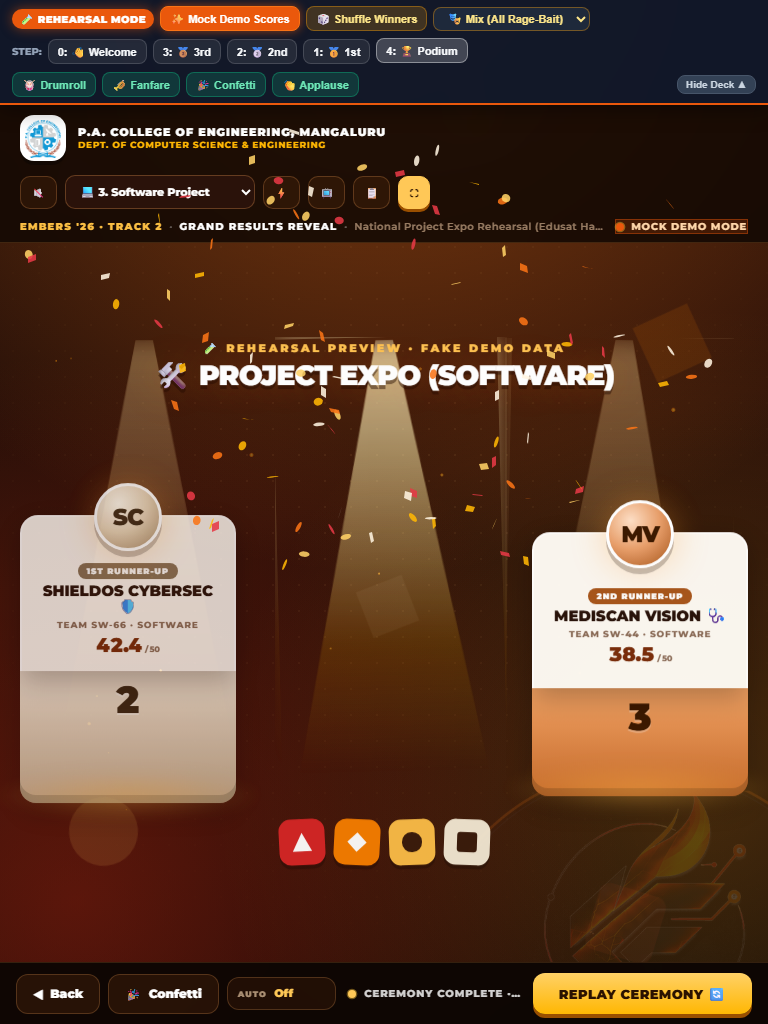 REHEARSAL MODE
Mock Demo Scores
Shuffle Winners
Mix (All Rage-Bait)
STEP:
0: Welcome
3: 3rd
2: 2nd
1: 1st
4: Podium
Drumroll
Fanfare
Confetti
Applause
Hide Deck ▲
P.A. COLLEGE OF ENGINEERING, MANGALURU
DEPT. OF COMPUTER SCIENCE & ENGINEERING
3. Software Project
EMBERS '26 • TRACK 2 · GRAND RESULTS REVEAL · National Project Expo Rehearsal (Edusat Ha...
MOCK DEMO MODE
REHEARSAL PREVIEW • FAKE DEMO DATA
PROJECT EXPO (SOFTWARE)
SC
1ST RUNNER-UP
SHIELDOS CYBERSEC
TEAM SW-66 • SOFTWARE
42.4 /50
2
MV
2ND RUNNER-UP
MEDISCAN VISION
TEAM SW-44 • SOFTWARE
38.5 /50
3
◀ Back
Confetti
AUTO Off
CEREMONY COMPLETE •...
REPLAY CEREMONY